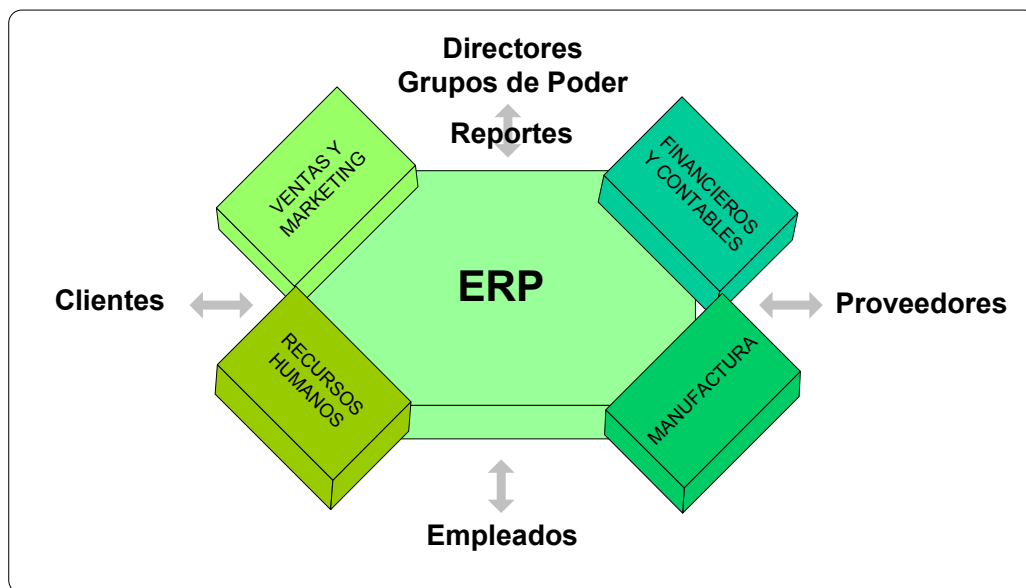 Directores
Grupos de Poder
Reportes
VENTAS Y
MARKETING
FINANCIEROS
Y CONTABLES
ERP
Clientes
Proveedores
RECURSOS
HUMANOS
MANUFACTURA
Empleados